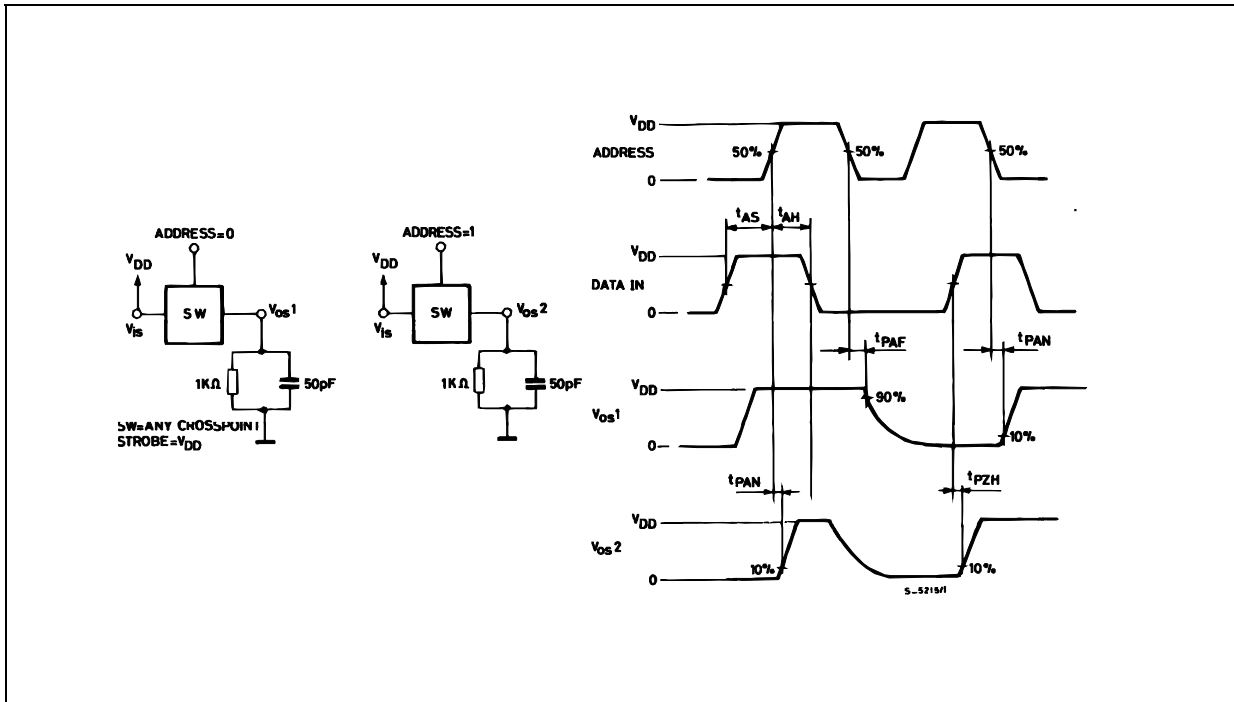 ADDRESS=0
VDD
SW
Vis
Vos1
1KΩ
50pF
SW=ANY CROSSPOINT
STROBE=VDD
ADDRESS=1
VDD
SW
Vis
Vos2
1KΩ
50pF
VDD
ADDRESS
50%
50%
50%
0
tAS
tAH
VDD
DATA IN
0
tPAF
tPAN
VDD
90%
Vos1
10%
0
tPAN
tPZH
VDD
Vos2
10%
10%
0
S-5219/1